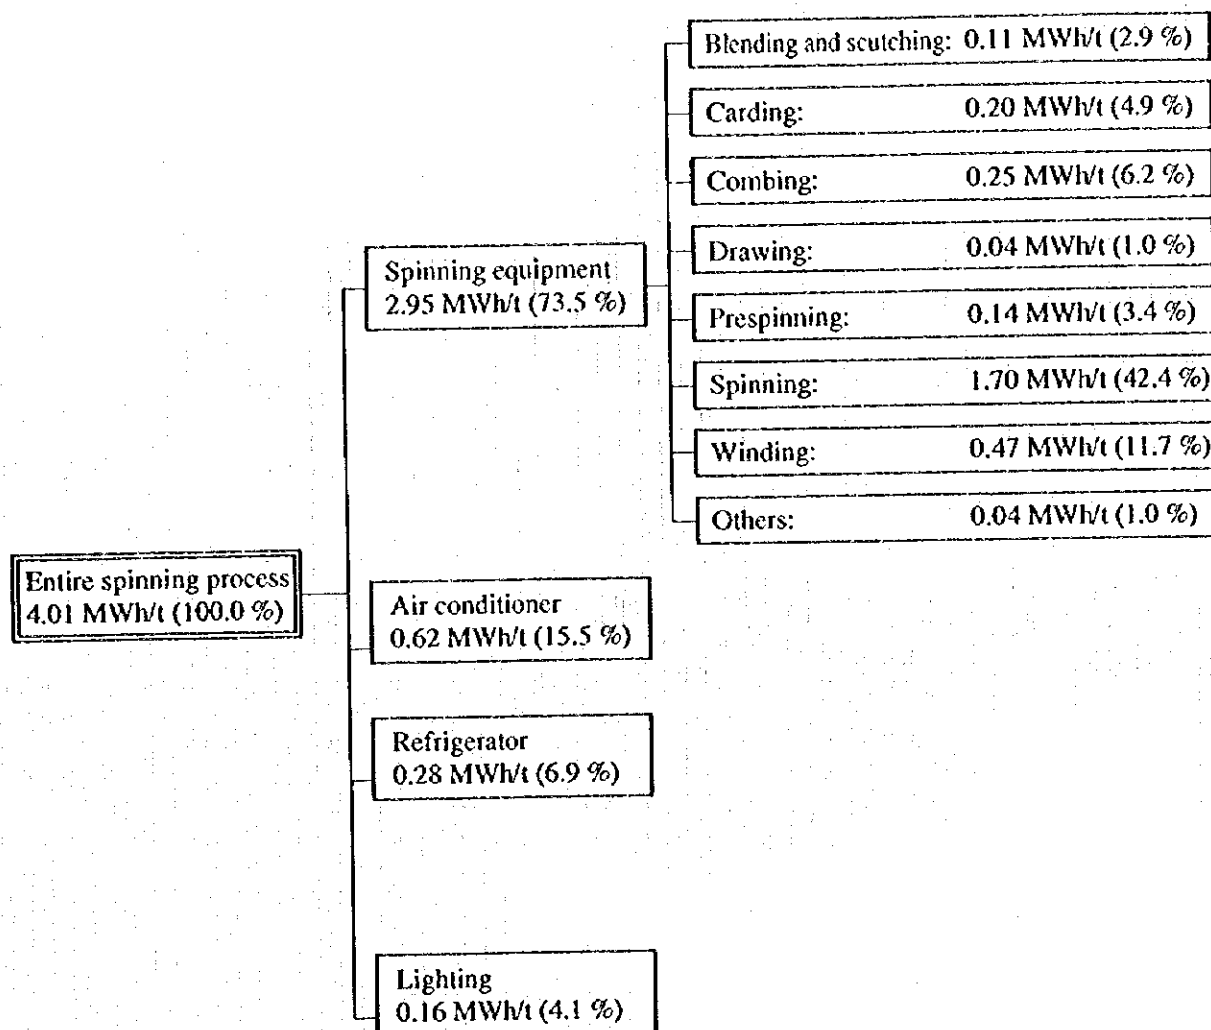 Blending and scutching: 0.11 MWh/t (2.9 %)
Carding: 0.20 MWh/t (4.9 %)
Combing: 0.25 MWh/t (6.2 %)
Drawing: 0.04 MWh/t (1.0 %)
Prespinning: 0.14 MWh/t (3.4 %)
Spinning: 1.70 MWh/t (42.4 %)
Winding: 0.47 MWh/t (11.7 %)
Others: 0.04 MWh/t (1.0 %)
Spinning equipment
2.95 MWh/t (73.5 %)
Entire spinning process
4.01 MWh/t (100.0 %)
Air conditioner
0.62 MWh/t (15.5 %)
Refrigerator
0.28 MWh/t (6.9 %)
Lighting
0.16 MWh/t (4.1 %)